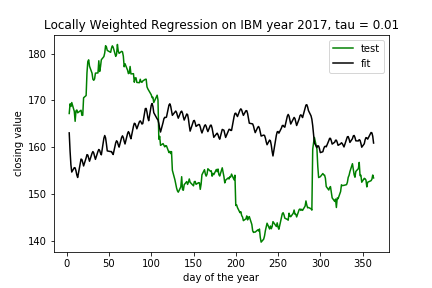 Locally Weighted Regression on IBM year 2017, tau = 0.01
test
fit
closing value
180
170
160
150
140
0 50 100 150 200 250 300 350
day of the year